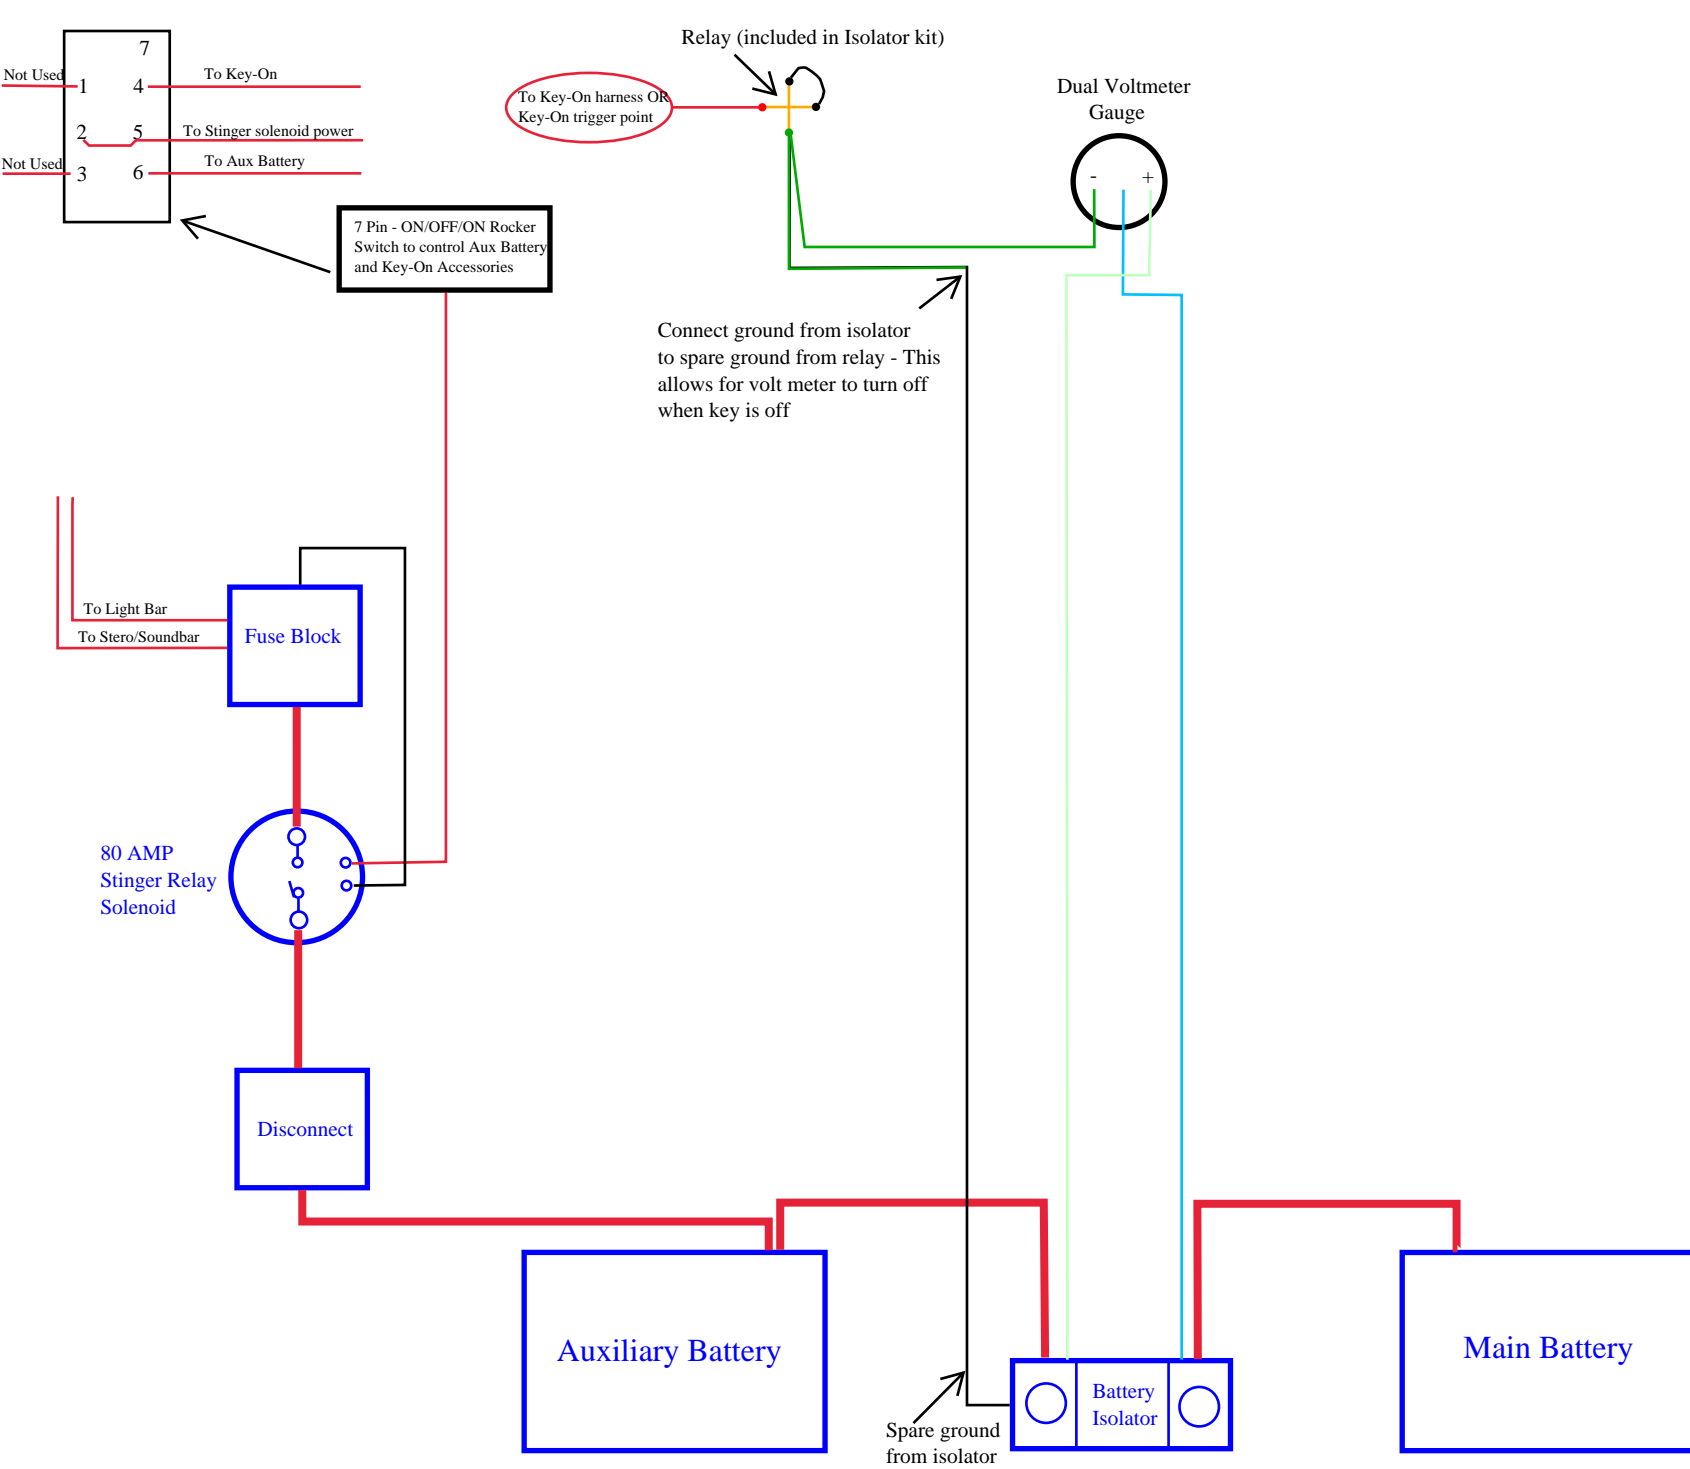 Relay (included in Isolator kit)
7
Not Used
1
4
To Key-On
2
5
To Stinger solenoid power
Not Used
3
6
To Aux Battery
To Key-On harness OR
Key-On trigger point
Dual Voltmeter
Gauge
-
+
7 Pin - ON/OFF/ON Rocker
Switch to control Aux Battery
and Key-On Accessories
Connect ground from isolator
to spare ground from relay - This
allows for volt meter to turn off
when key is off
To Light Bar
To Stero/Soundbar
Fuse Block
80 AMP
Stinger Relay
Solenoid
Disconnect
Auxiliary Battery
Battery
Isolator
Main Battery
Spare ground
from isolator